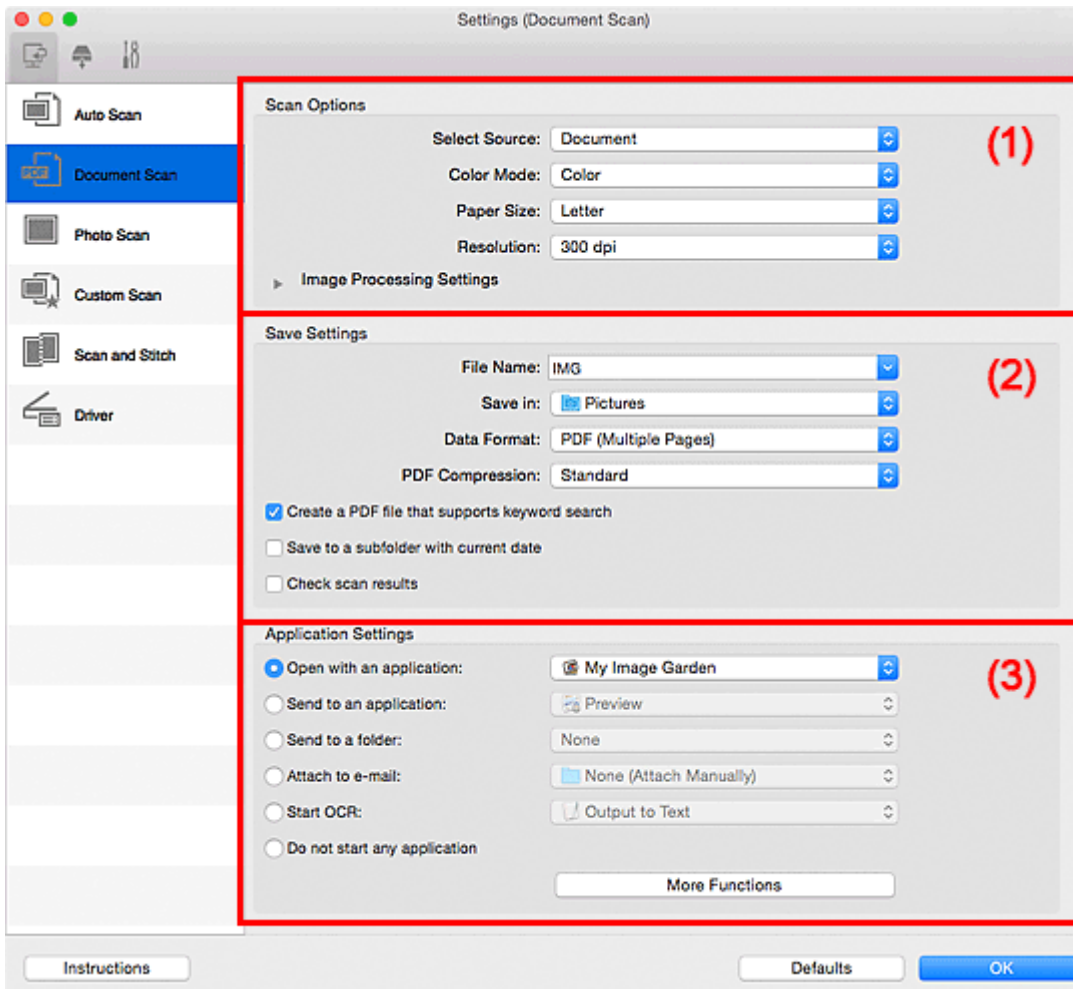 Settings (Document Scan)
Auto Scan
PDF
Document Scan
Photo Scan
Custom Scan
Scan and Stitch
Driver
Scan Options
(1)
Select Source: Document
Color Mode: Color
Paper Size: Letter
Resolution: 300 dpi
Image Processing Settings
Save Settings
(2)
File Name: IMG
Save in: Pictures
Data Format: PDF (Multiple Pages)
PDF Compression: Standard
Create a PDF file that supports keyword search
Save to a subfolder with current date
Check scan results
Application Settings
(3)
Open with an application: My Image Garden
Send to an application: Preview
Send to a folder: None
Attach to e-mail: None (Attach Manually)
Start OCR: Output to Text
Do not start any application
More Functions
Instructions
Defaults
OK